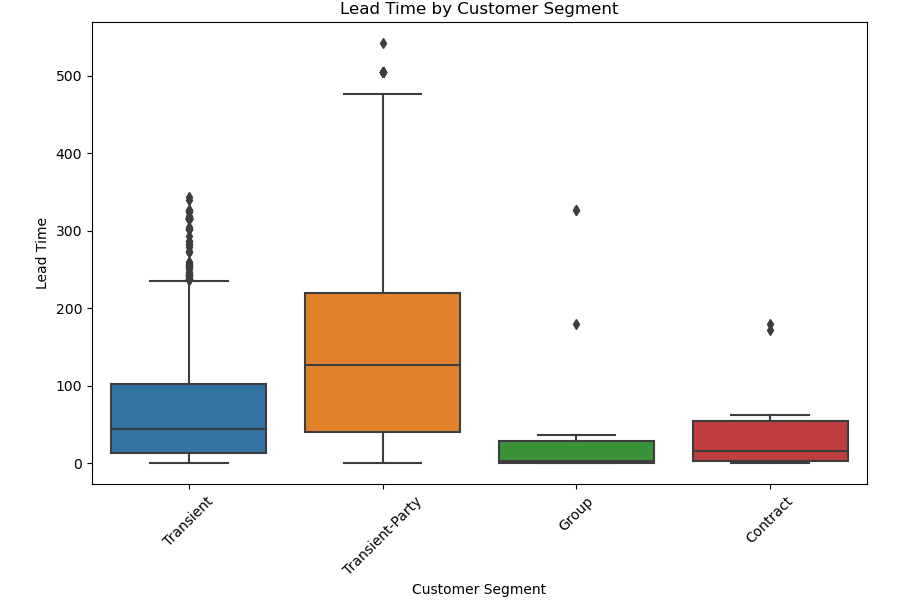 Lead Time by Customer Segment
500
400
300
200
100
0
Lead Time
Transient
Transient-Party
Group
Contract
Customer Segment